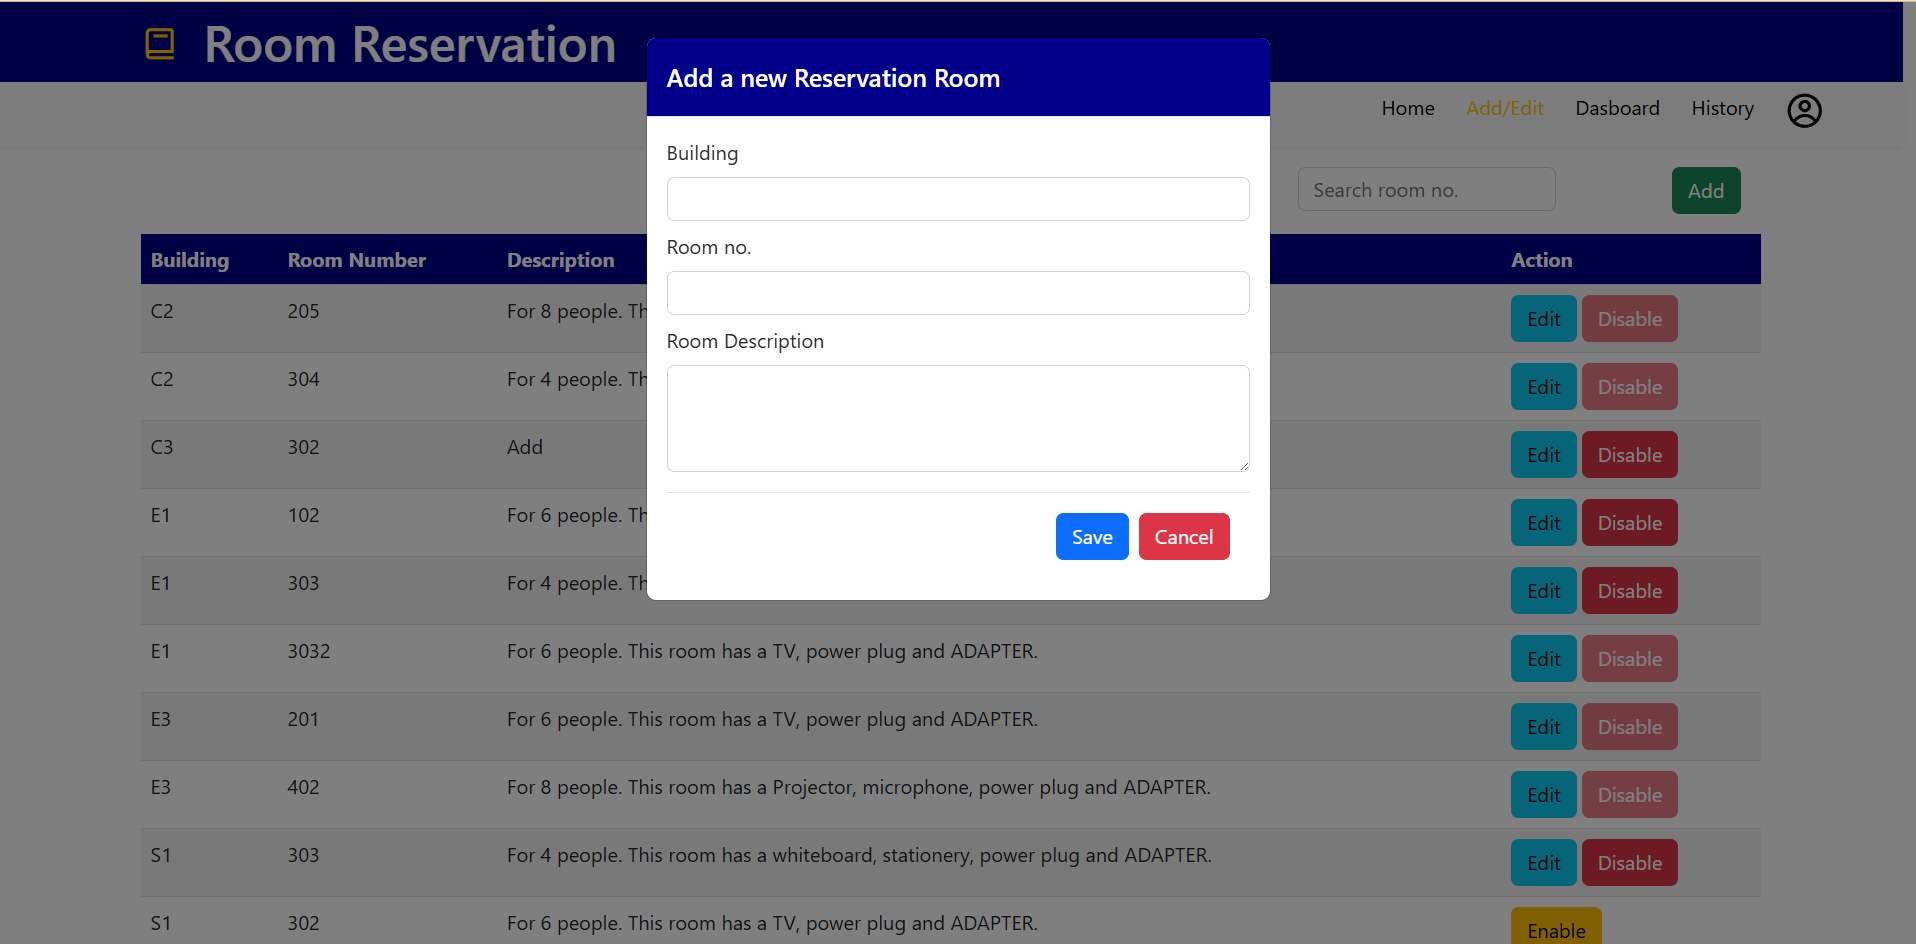 Room Reservation
Add a new Reservation Room
Home Add/Edit Dasboard History
Building
Search room no. Add
Room no.
Room Description
Save Cancel
Building Room Number Description Action
C2 205 For 8 people. Edit Disable
C2 304 For 4 people. Edit Disable
C3 302 Add Edit Disable
E1 102 For 6 people. Edit Disable
E1 303 For 4 people. Edit Disable
E1 3032 For 6 people. This room has a TV, power plug and ADAPTER. Edit Disable
E3 201 For 6 people. This room has a TV, power plug and ADAPTER. Edit Disable
E3 402 For 8 people. This room has a Projector, microphone, power plug and ADAPTER. Edit Disable
S1 303 For 4 people. This room has a whiteboard, stationery, power plug and ADAPTER. Edit Disable
S1 302 For 6 people. This room has a TV, power plug and ADAPTER. Enable